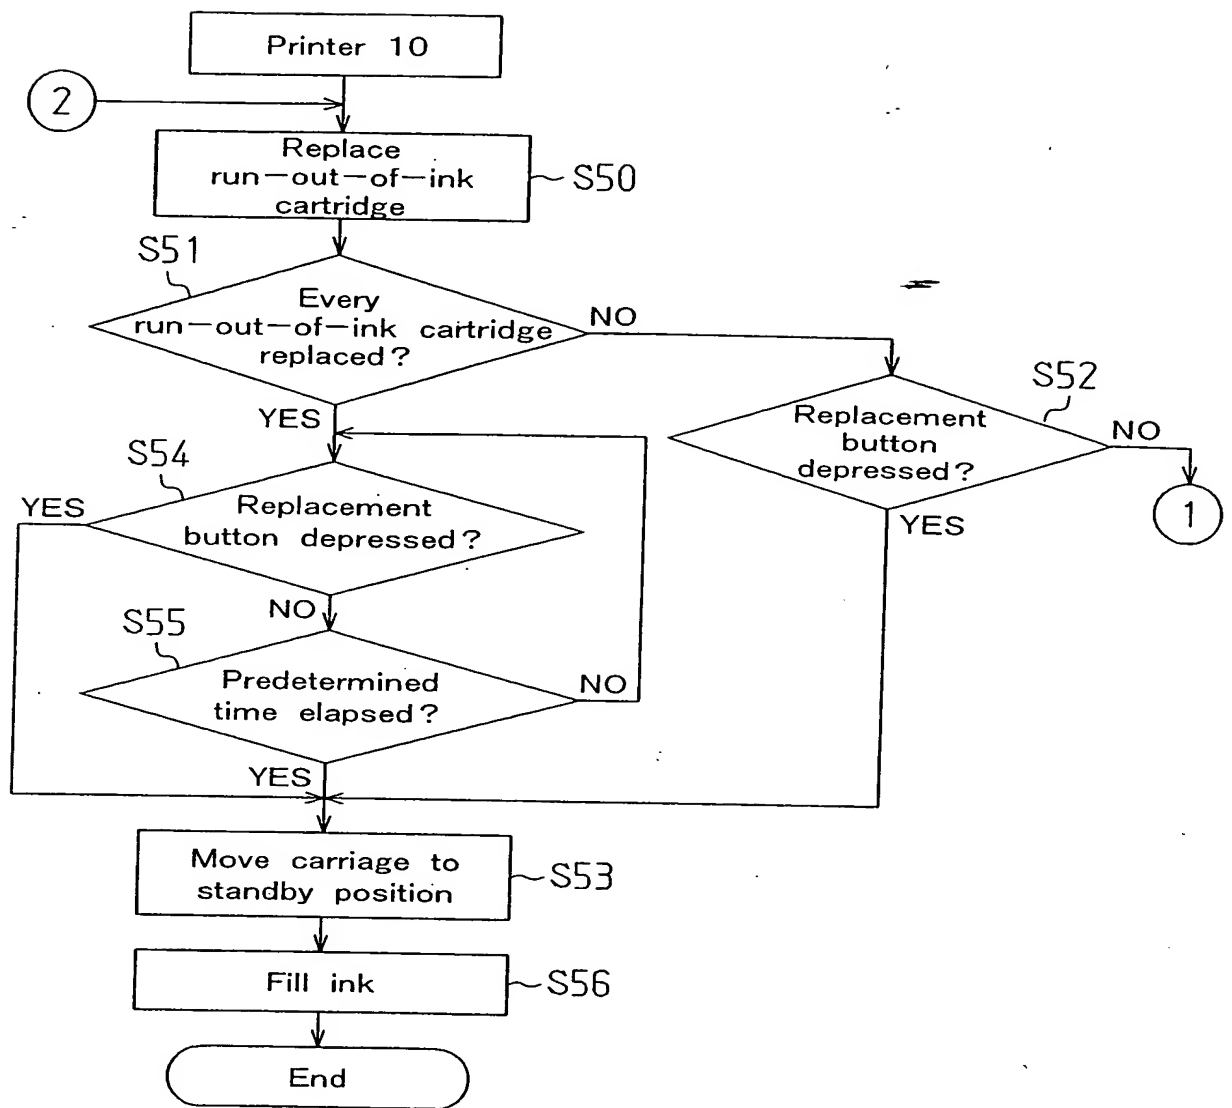 Printer 10
2
Replace
run-out-of-ink
cartridge
S50
S51
Every
run-out-of-ink cartridge
replaced?
NO
YES
S52
Replacement
button
depressed?
NO
1
YES
S54
YES
Replacement
button depressed?
NO
S55
Predetermined
time elapsed?
NO
YES
Move carriage to
standby position
S53
Fill ink
S56
End